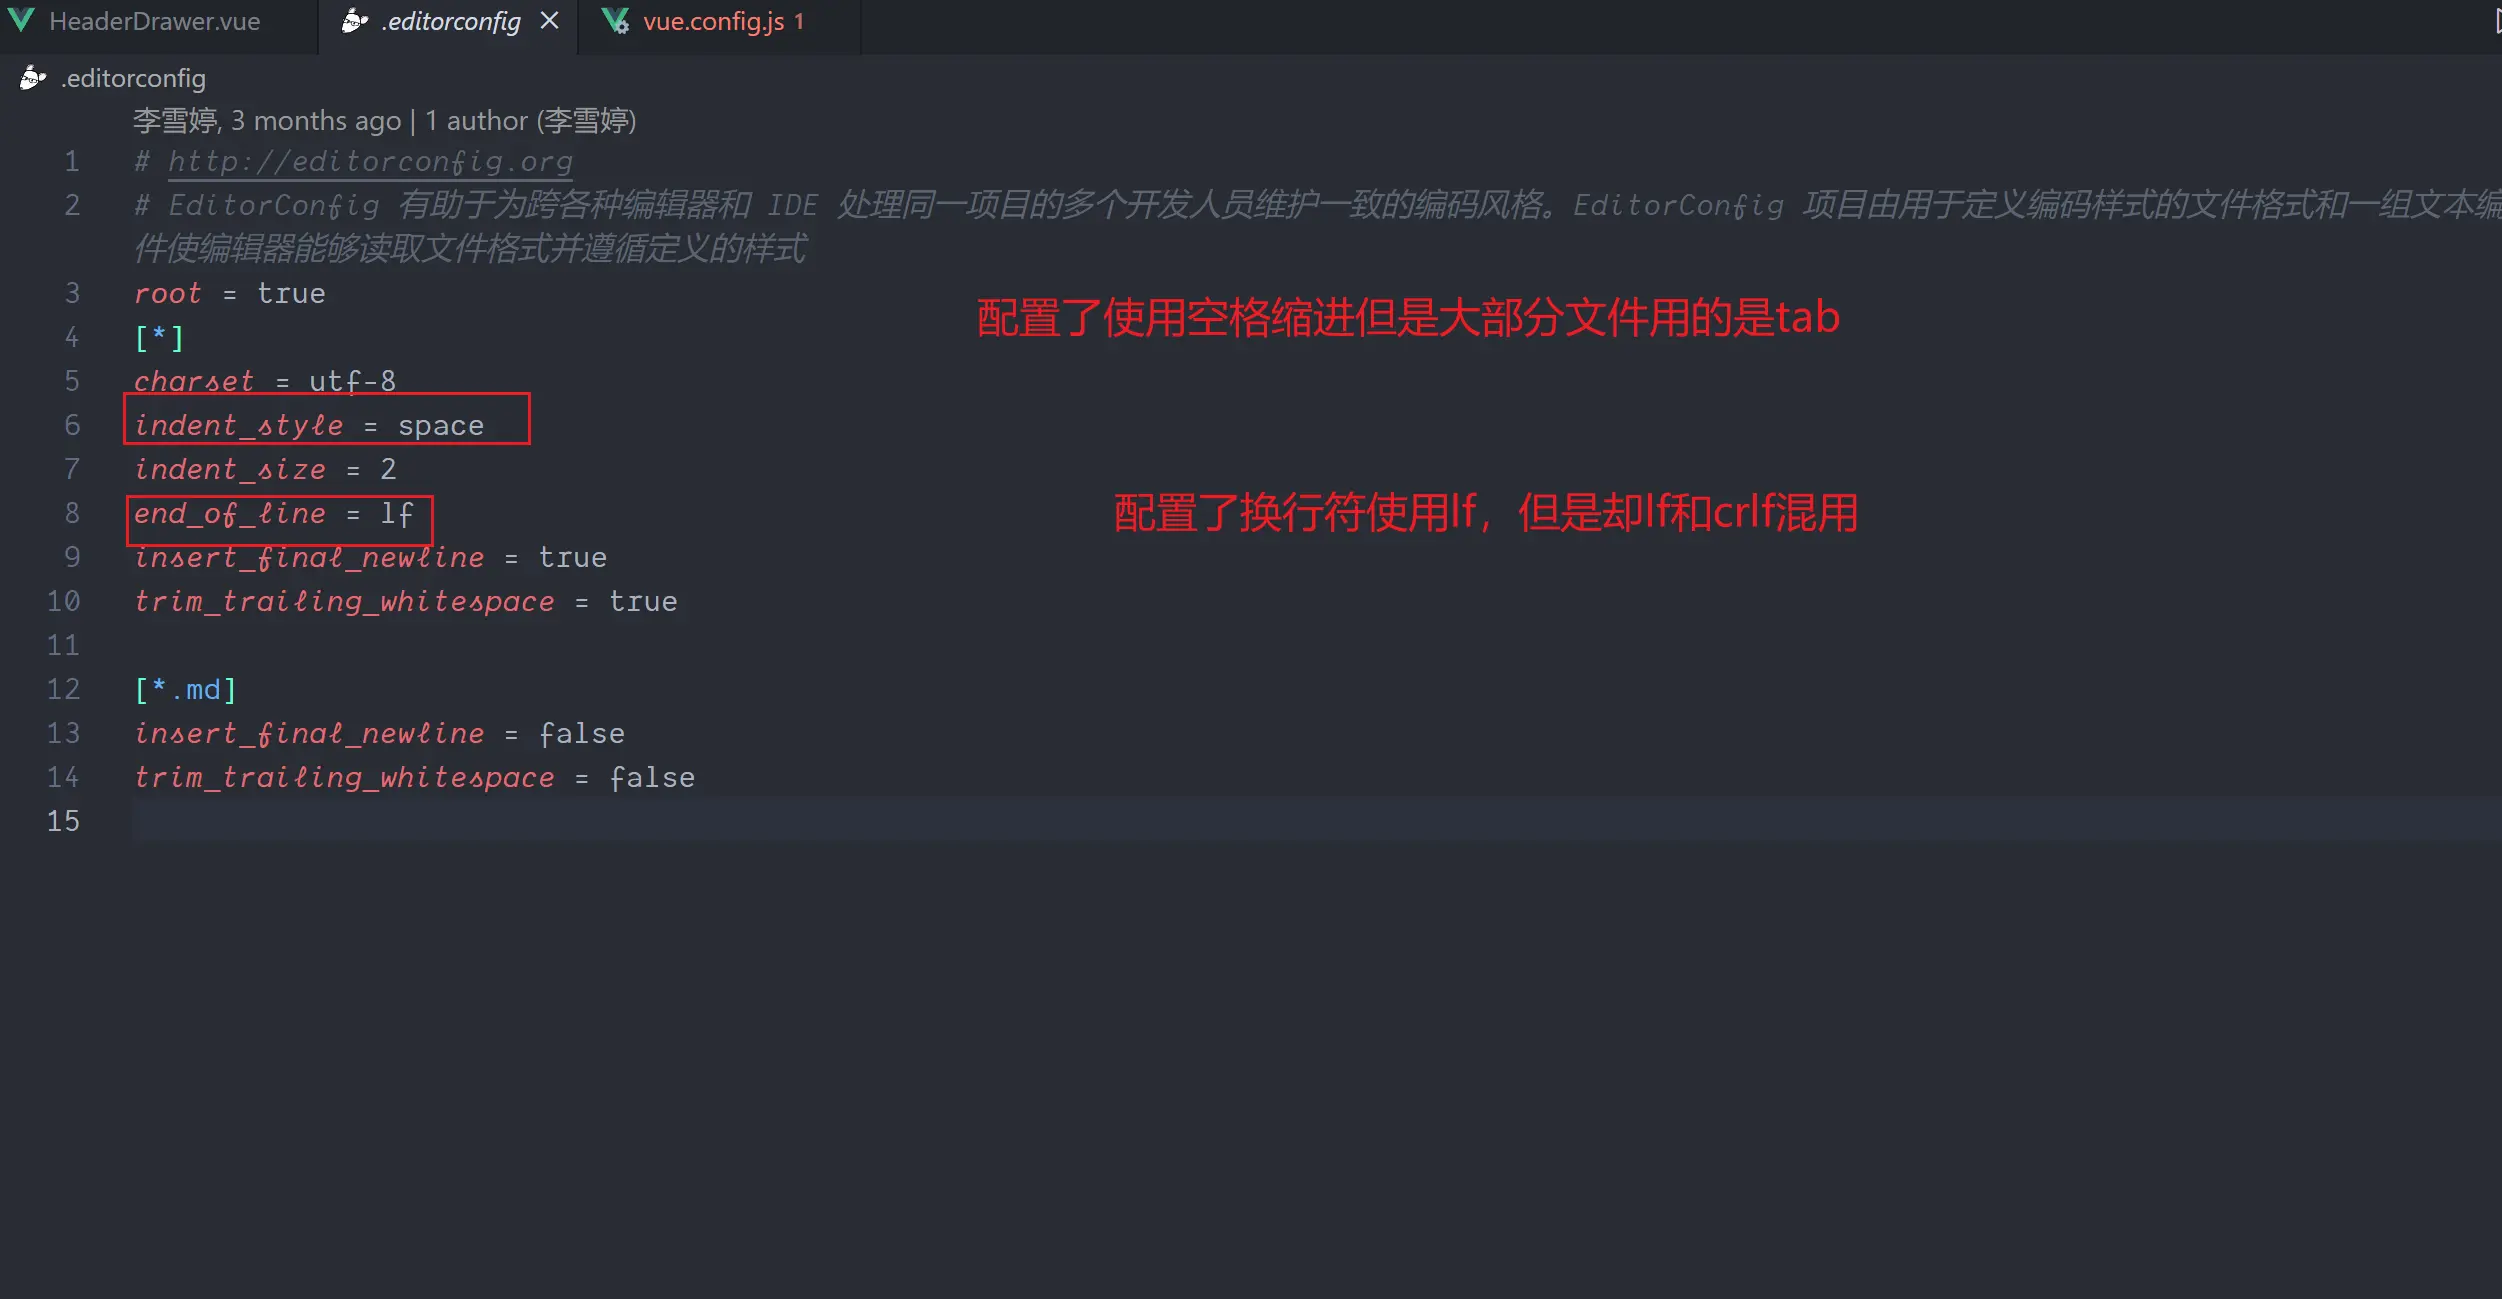 HeaderDrawer.vue
.editorconfig
vue.config.js 1
.editorconfig
李雪婷, 3 months ago | 1 author (李雪婷)
1 # http://editorconfig.org
2 # EditorConfig 有助于为跨各种编辑器和 IDE 处理同一项目的多个开发人员维护一致的编码风格。EditorConfig 项目由用于定义编码样式的文件格式和一组文本编
件使编辑器能够读取文件格式并遵循定义的样式
3 root = true
配置了使用空格缩进但是大部分文件用的是tab
4 [*]
5 charset = utf-8
6 indent_style = space
7 indent_size = 2
8 end_of_line = lf
配置了换行符使用lf，但是却lf和crlf混用
9 insert_final_newline = true
10 trim_trailing_whitespace = true
11
12 [*.md]
13 insert_final_newline = false
14 trim_trailing_whitespace = false
15